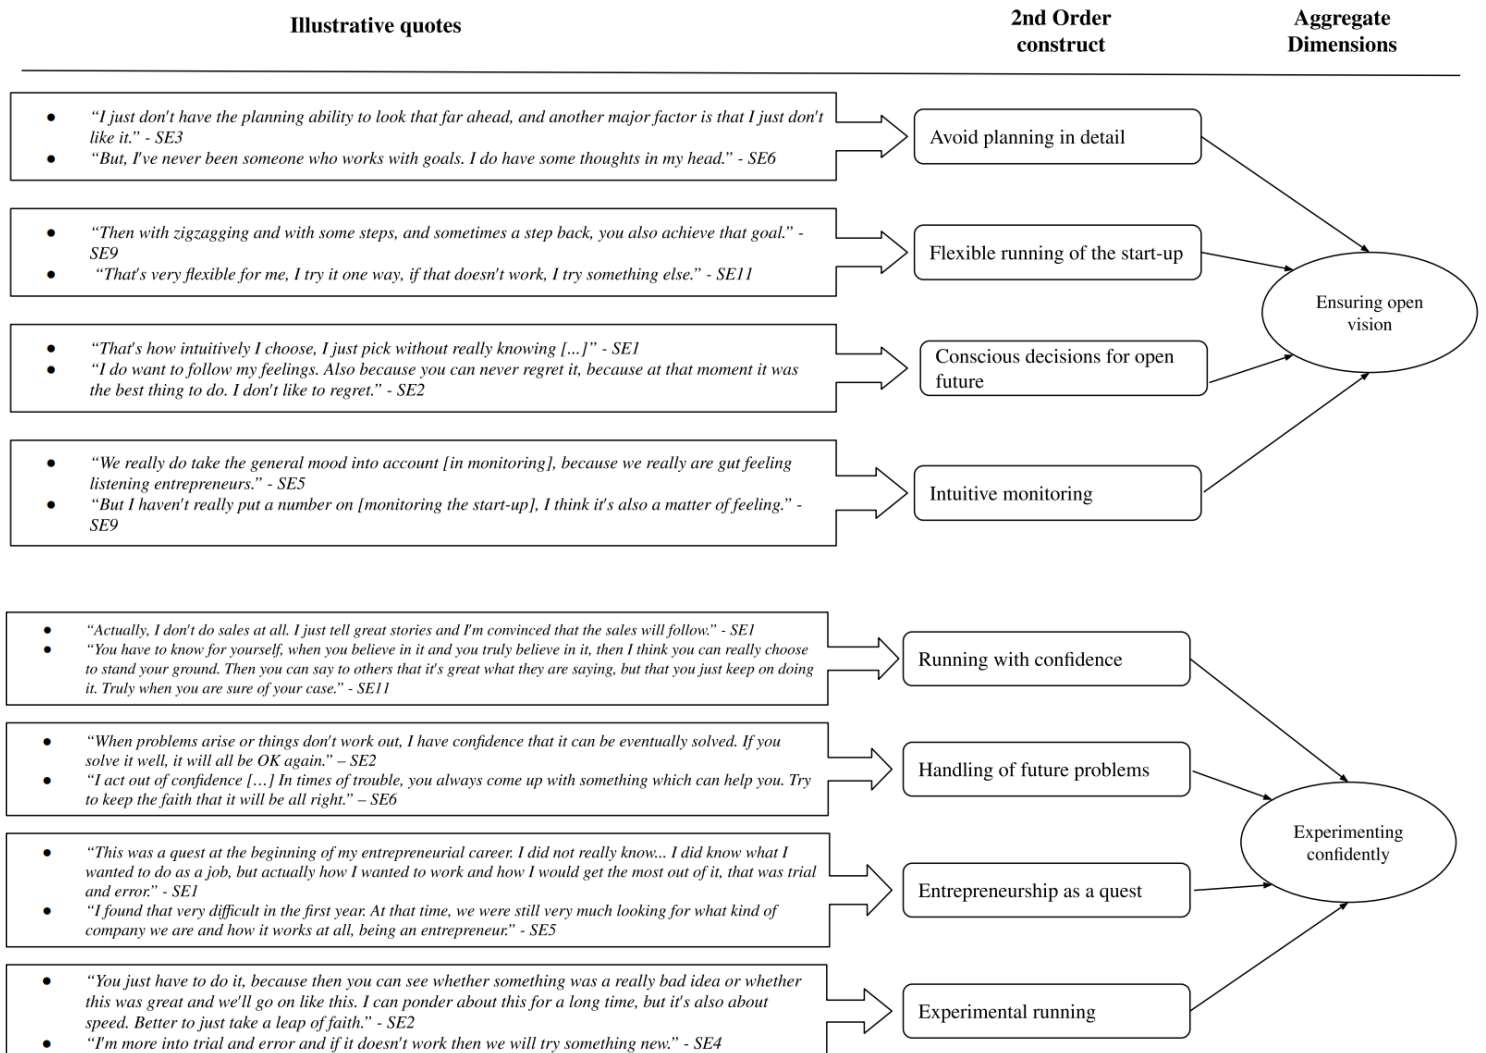 Illustrative quotes
2nd Order
construct
Aggregate
Dimensions
● “I just don't have the planning ability to look that far ahead, and another major factor is that I just don't
like it.” - SE3
● “But, I've never been someone who works with goals. I do have some thoughts in my head.” - SE6
Avoid planning in detail
● “Then with zigzagging and with some steps, and sometimes a step back, you also achieve that goal.” -
SE9
● “That's very flexible for me, I try it one way, if that doesn't work, I try something else.” - SE11
Flexible running of the start-up
● “That's how intuitively I choose, I just pick without really knowing [...]” - SE1
● “I do want to follow my feelings. Also because you can never regret it, because at that moment it was
the best thing to do. I don't like to regret.” - SE2
Conscious decisions for open
future
● “We really do take the general mood into account [in monitoring], because we really are gut feeling
listening entrepreneurs.” - SE5
● “But I haven't really put a number on [monitoring the start-up], I think it's also a matter of feeling.” -
SE9
Intuitive monitoring
Ensuring open
vision
● “Actually, I don't do sales at all. I just tell great stories and I'm convinced that the sales will follow.” - SE1
● “You have to know for yourself, when you believe in it and you truly believe in it, then I think you can really choose
to stand your ground. Then you can say to others that it's great what they are saying, but that you just keep on doing
it. Truly when you are sure of your case.” - SE11
Running with confidence
● “When problems arise or things don't work out, I have confidence that it can be eventually solved. If you
solve it well, it will all be OK again.” – SE2
● “I act out of confidence […] In times of trouble, you always come up with something which can help you. Try
to keep the faith that it will be all right.” – SE6
Handling of future problems
● “This was a quest at the beginning of my entrepreneurial career. I did not really know... I did know what I
wanted to do as a job, but actually how I wanted to work and how I would get the most out of it, that was trial
and error.” - SE1
● “I found that very difficult in the first year. At that time, we were still very much looking for what kind of
company we are and how it works at all, being an entrepreneur.” - SE5
Entrepreneurship as a quest
● “You just have to do it, because then you can see whether something was a really bad idea or whether
this was great and we'll go on like this. I can ponder about this for a long time, but it's also about
speed. Better to just take a leap of faith.” - SE2
● “I'm more into trial and error and if it doesn't work then we will try something new.” - SE4
Experimental running
Experimenting
confidently